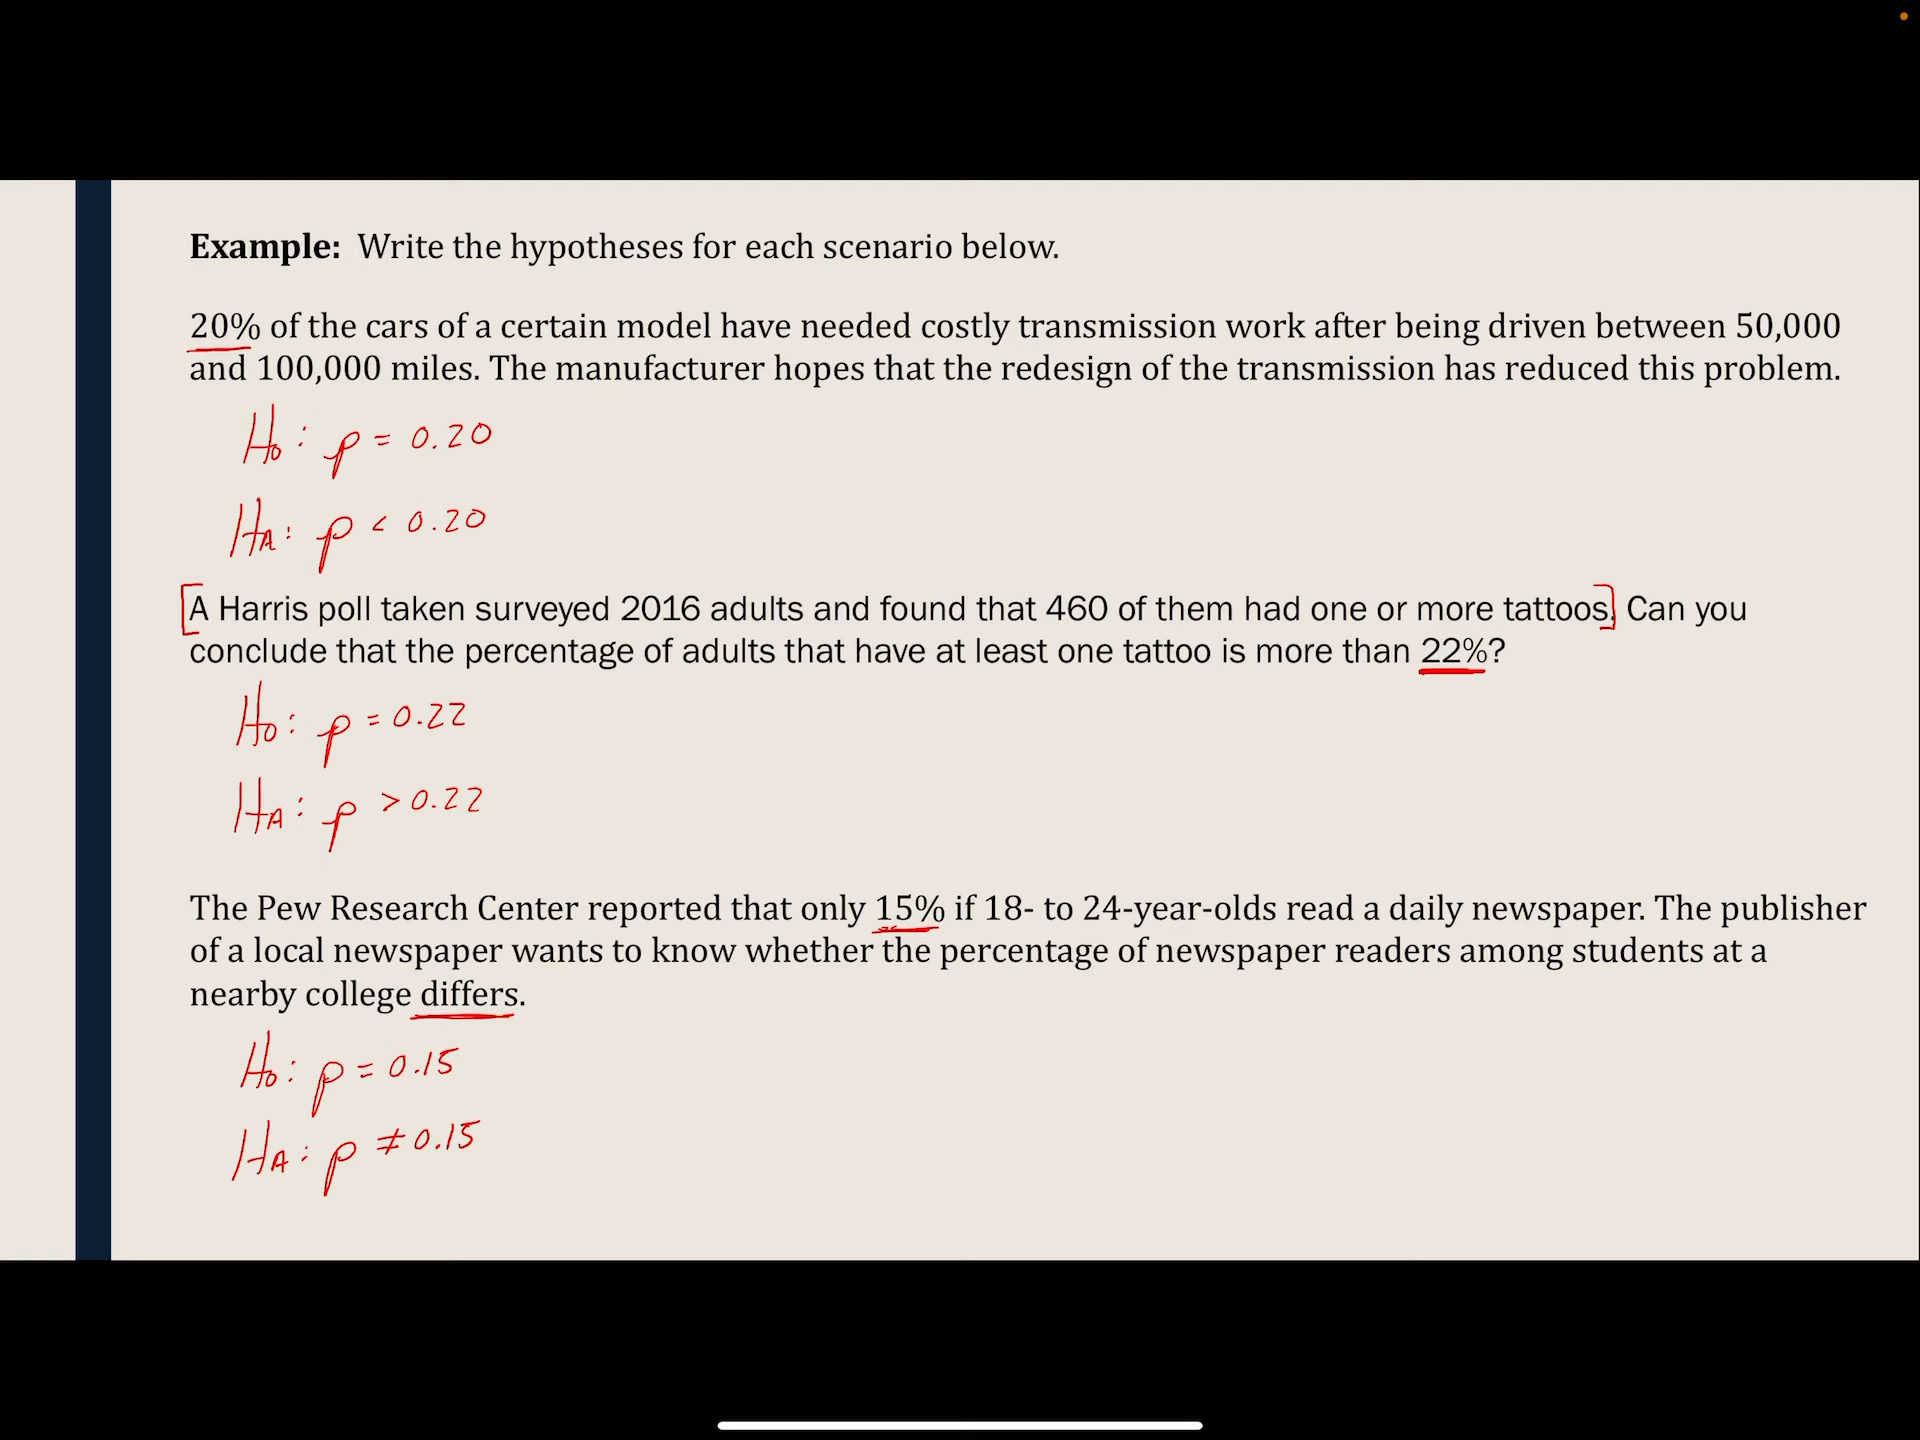 Example: Write the hypotheses for each scenario below.
20% of the cars of a certain model have needed costly transmission work after being driven between 50,000
and 100,000 miles. The manufacturer hopes that the redesign of the transmission has reduced this problem.
H₀: p = 0.20
Hₐ: p < 0.20
[A Harris poll taken surveyed 2016 adults and found that 460 of them had one or more tattoos.] Can you
conclude that the percentage of adults that have at least one tattoo is more than 22%?
H₀: p = 0.22
Hₐ: p > 0.22
The Pew Research Center reported that only 15% if 18- to 24-year-olds read a daily newspaper. The publisher
of a local newspaper wants to know whether the percentage of newspaper readers among students at a
nearby college differs.
H₀: p = 0.15
Hₐ: p ≠ 0.15